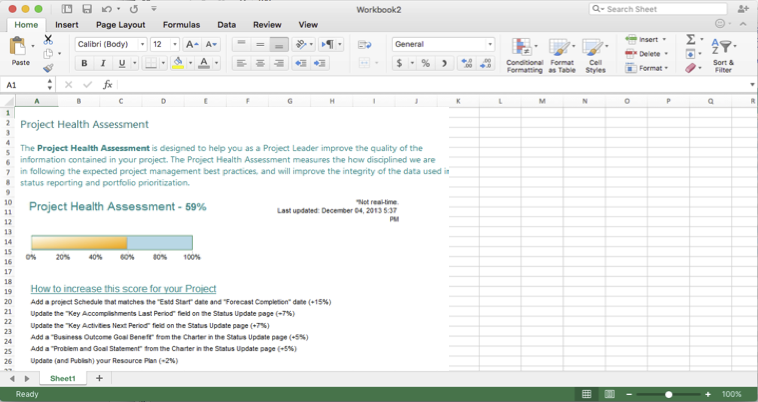 Workbook2
Search Sheet
Home Insert Page Layout Formulas Data Review View
Paste
Calibri (Body) 12 A A
General
B I U A
$ % )
Conditional Formatting
Format as Table
Cell Styles
Insert
Delete
Format
Sort & Filter
A1 fx
A B C D E F G H I J K L M N O P Q R
1
2
3
4
5
6
7
8
9
10
11
12
13
14
15
16
17
18
19
20
21
22
23
24
25
26
Project Health Assessment
The Project Health Assessment is designed to help you as a Project Leader improve the quality of the
information contained in your project. The Project Health Assessment measures how disciplined we are
in following the expected project management best practices, and will improve the integrity of the data used in
status reporting and portfolio prioritization.
Project Health Assessment - 59%
*Not real-time.
Last updated: December 04, 2013 5:37
PM
0% 20% 40% 60% 80% 100%
How to increase this score for your Project
Add a project Schedule that matches the "Estd Start" date and "Forecast Completion" date (+15%)
Update the "Key Accomplishments Last Period" field on the Status Update page (+7%)
Update the "Key Activities Next Period" field on the Status Update page (+7%)
Add a "Business Outcome Goal Benefit" from the Charter in the Status Update page (+5%)
Add a "Problem and Goal Statement" from the Charter in the Status Update page (+5%)
Update (and Publish) your Resource Plan (+2%)
Sheet1 +
Ready
100%